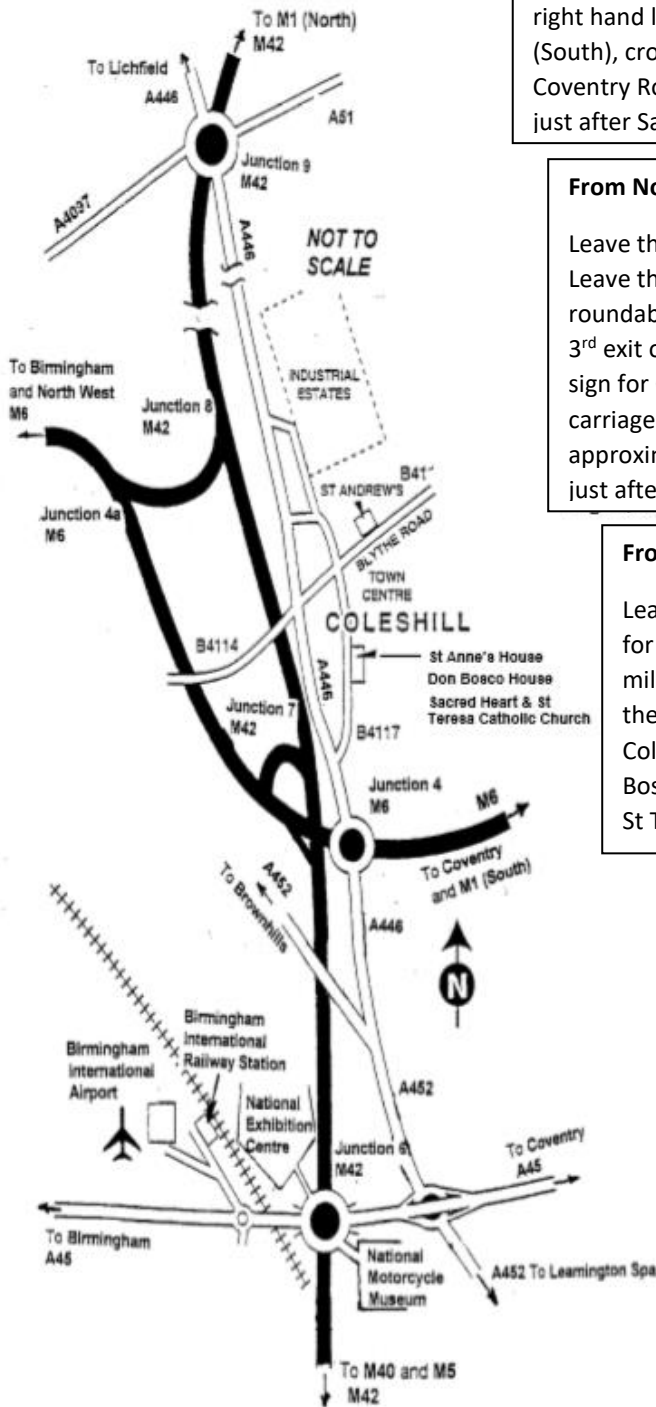 right hand l
(South), cro
Coventry Ro
just after Sa
From No
Leave th
Leave th
roundab
3rd exit o
sign for
carriage
approxin
just afte
Fro
Lea
for
mil
the
Col
Bos
St T
To M1 (North)
M42
To Lichfield
A446
A51
Junction 9
M42
A4097
A446
NOT TO
SCALE
To Birmingham
and North West
M6
Junction 8
M42
INDUSTRIAL
ESTATES
Junction 4a
M6
ST ANDREW'S
B41
BLYTHE ROAD
TOWN
CENTRE
COLESHILL
B4114
A446
St Anne's House
Don Bosco House
Sacred Heart & St
Teresa Catholic Church
Junction 7
M42
B4117
Junction 4
M6
M6
To Coventry
and M1 (South)
A452
To Brownhills
A446
N
Birmingham
International
Railway Station
Birmingham
International
Airport
National
Exhibition
Centre
A452
Junction 6
M42
To Coventry
A45
To Birmingham
A45
National
Motorcycle
Museum
A452 To Leamington Spa
To M40 and M5
M42